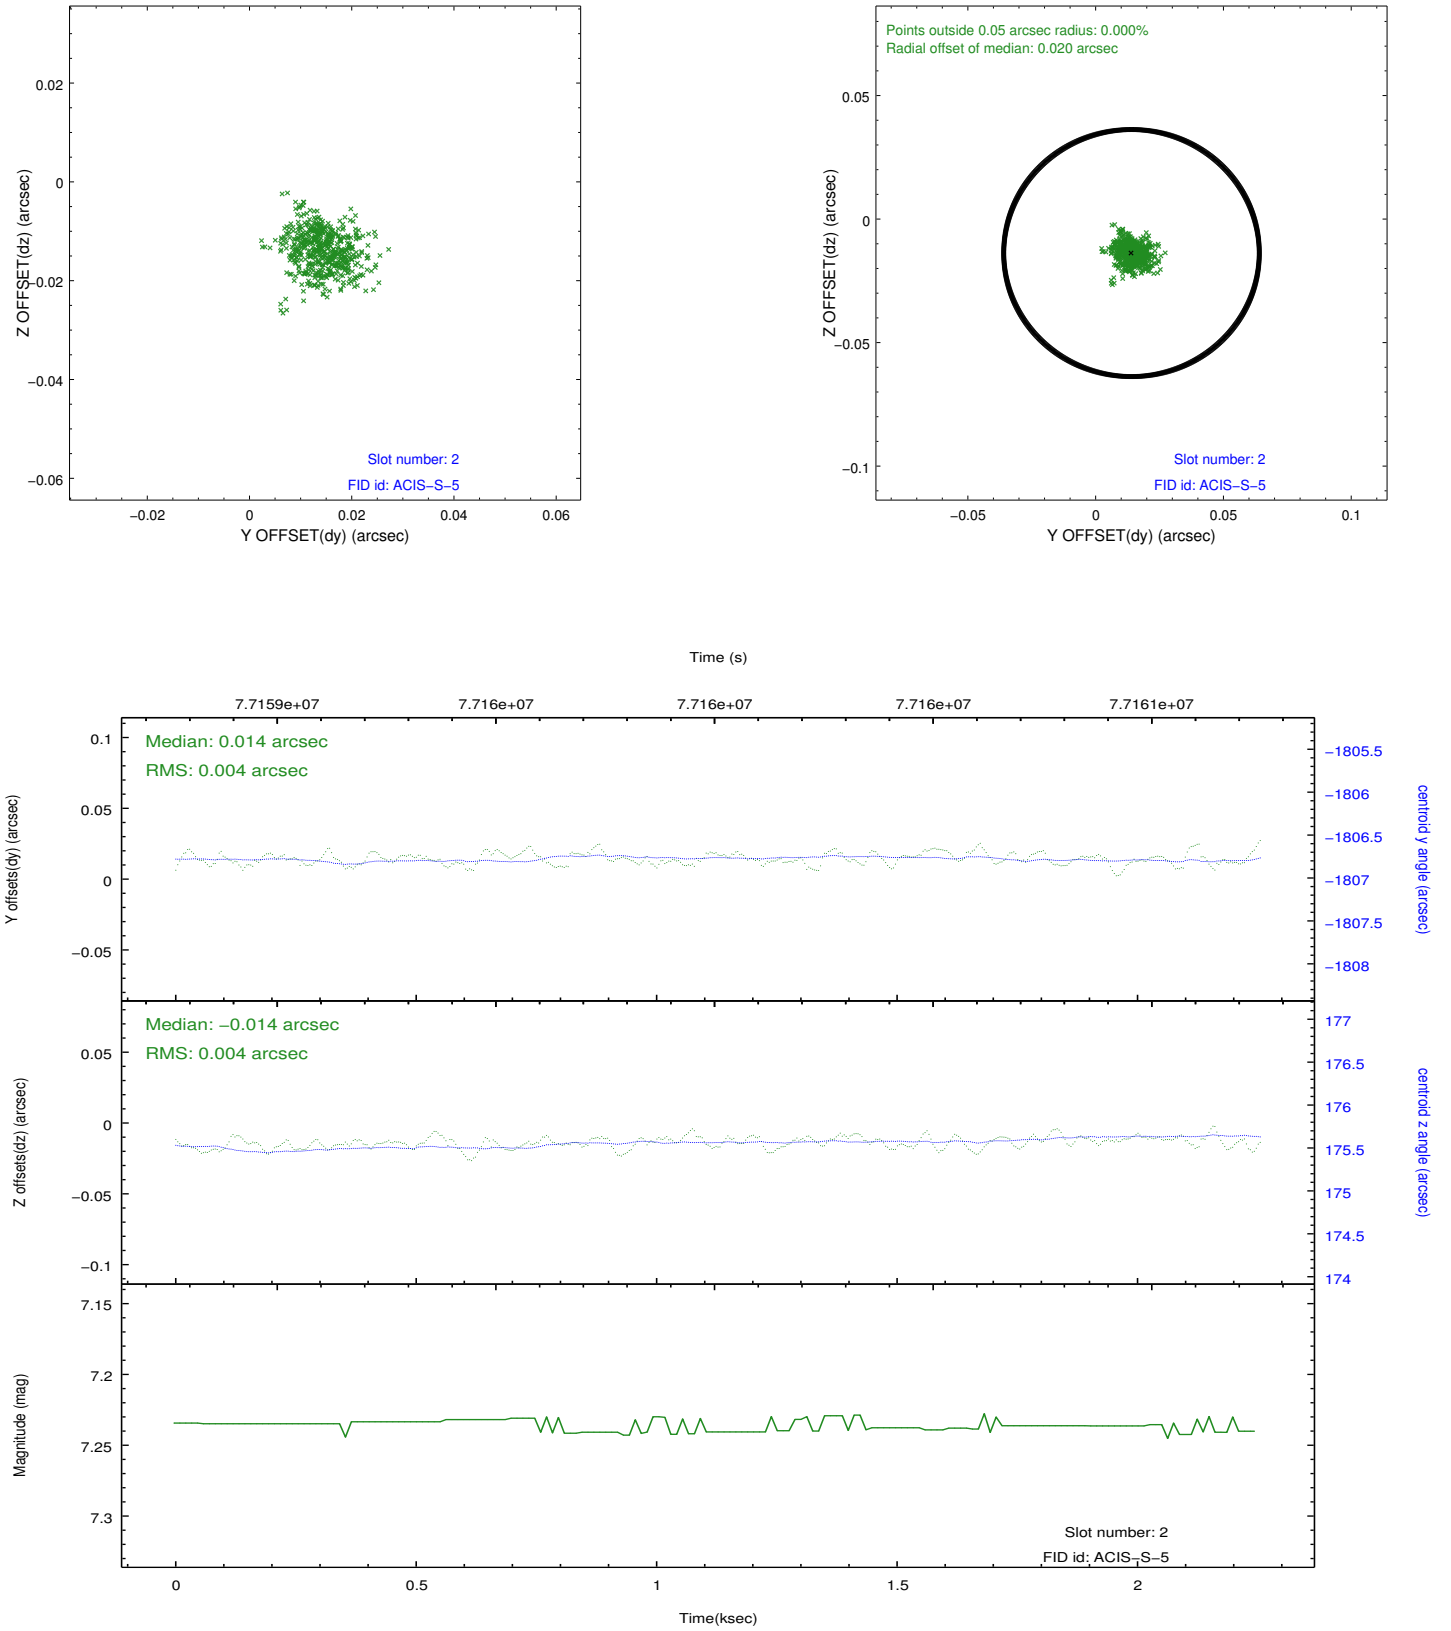 0.02
0
−0.02
−0.04
−0.06
Z OFFSET(dz) (arcsec)
Slot number: 2
FID id: ACIS−S−5
−0.02 0 0.02 0.04 0.06
Y OFFSET(dy) (arcsec)
Points outside 0.05 arcsec radius: 0.000%
Radial offset of median: 0.020 arcsec
0.05
0
−0.05
−0.1
Z OFFSET(dz) (arcsec)
Slot number: 2
FID id: ACIS−S−5
−0.05 0 0.05 0.1
Y OFFSET(dy) (arcsec)
Time (s)
7.7159e+07 7.716e+07 7.716e+07 7.716e+07 7.7161e+07
Median: 0.014 arcsec
RMS: 0.004 arcsec
0.1
0.05
0
−0.05
Y offsets(dy) (arcsec)
−1805.5
−1806
−1806.5
−1807
−1807.5
−1808
centroid y angle (arcsec)
Median: −0.014 arcsec
RMS: 0.004 arcsec
0.05
0
−0.05
−0.1
Z offsets(dz) (arcsec)
177
176.5
176
175.5
175
174.5
174
centroid z angle (arcsec)
7.15
7.2
7.25
7.3
Magnitude (mag)
Slot number: 2
FID id: ACIS−S−5
0 0.5 1 1.5 2
Time(ksec)